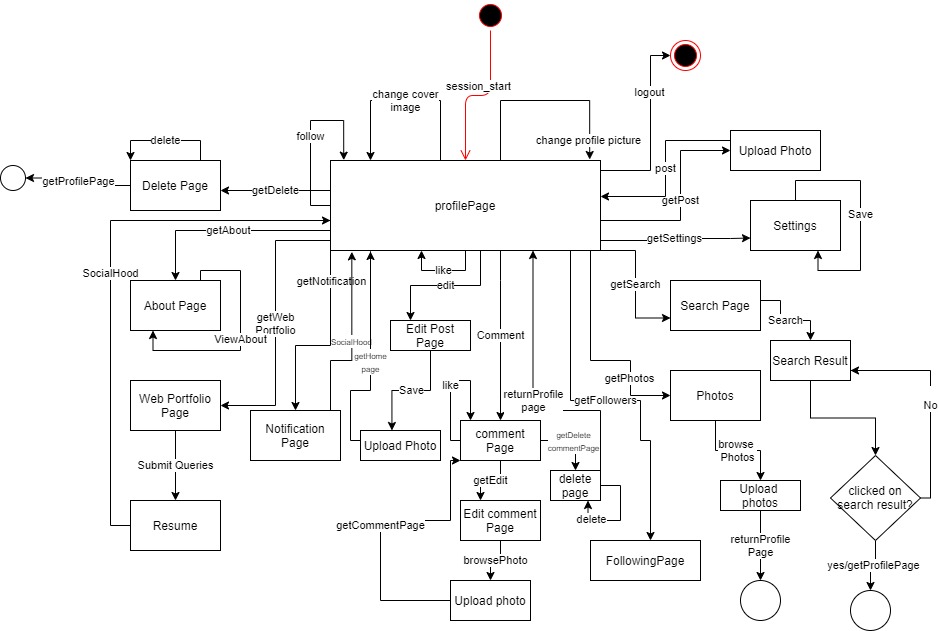 session_start
change cover
image
logout
follow
change profile picture
delete
Upload Photo
post
getProfilePage
Delete Page
getDelete
profilePage
getPost
Save
getAbout
Settings
getSettings
SocialHood
getNotification
like
edit
getSearch
About Page
Search Page
getWeb
Portfolio
ViewAbout
SocialHood
getHome
page
Edit Post
Page
Comment
Search
Search Result
getPhotos
Save
like
returnProfile
page
getFollowers
Photos
No
Web Portfolio
Page
Notification
Page
Upload Photo
comment
Page
getDelete
commentPage
browse
Photos
Submit Queries
getEdit
delete
page
Upload
photos
clicked on
search result?
Resume
getCommentPage
Edit comment
Page
delete
returnProfile
Page
browsePhoto
FollowingPage
yes/getProfilePage
Upload photo